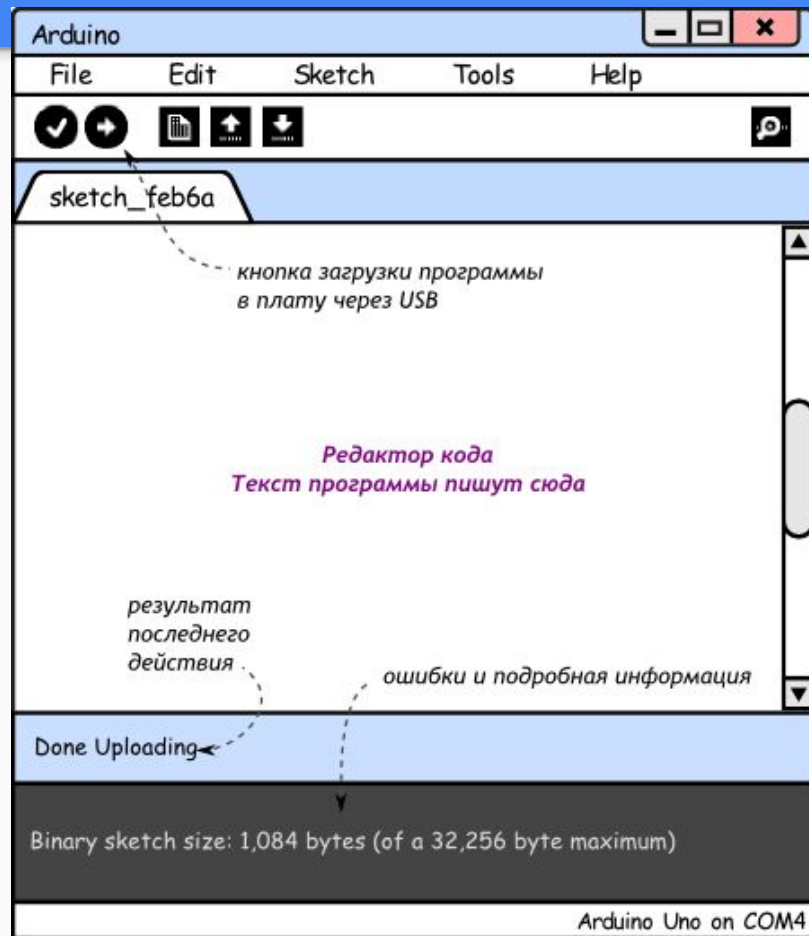 Arduino
File Edit Sketch Tools Help
sketch_feb6a
кнопка загрузки программы
в плату через USB
Редактор кода
Текст программы пишут сюда
результат
последнего
действия
ошибки и подробная информация
Done Uploading
Binary sketch size: 1,084 bytes (of a 32,256 byte maximum)
Arduino Uno on COM4